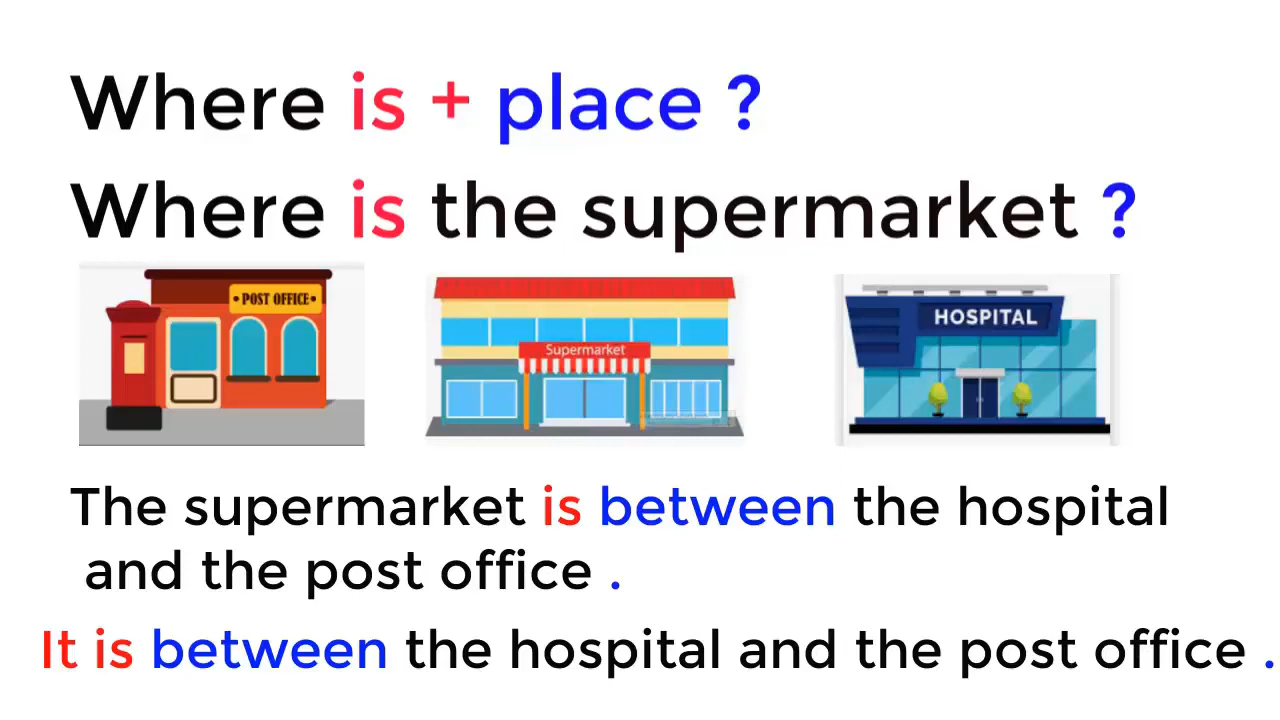 Where is + place ?
Where is the supermarket ?
• POST OFFICE •
Supermarket
HOSPITAL
The supermarket is between the hospital
and the post office .
It is between the hospital and the post office .